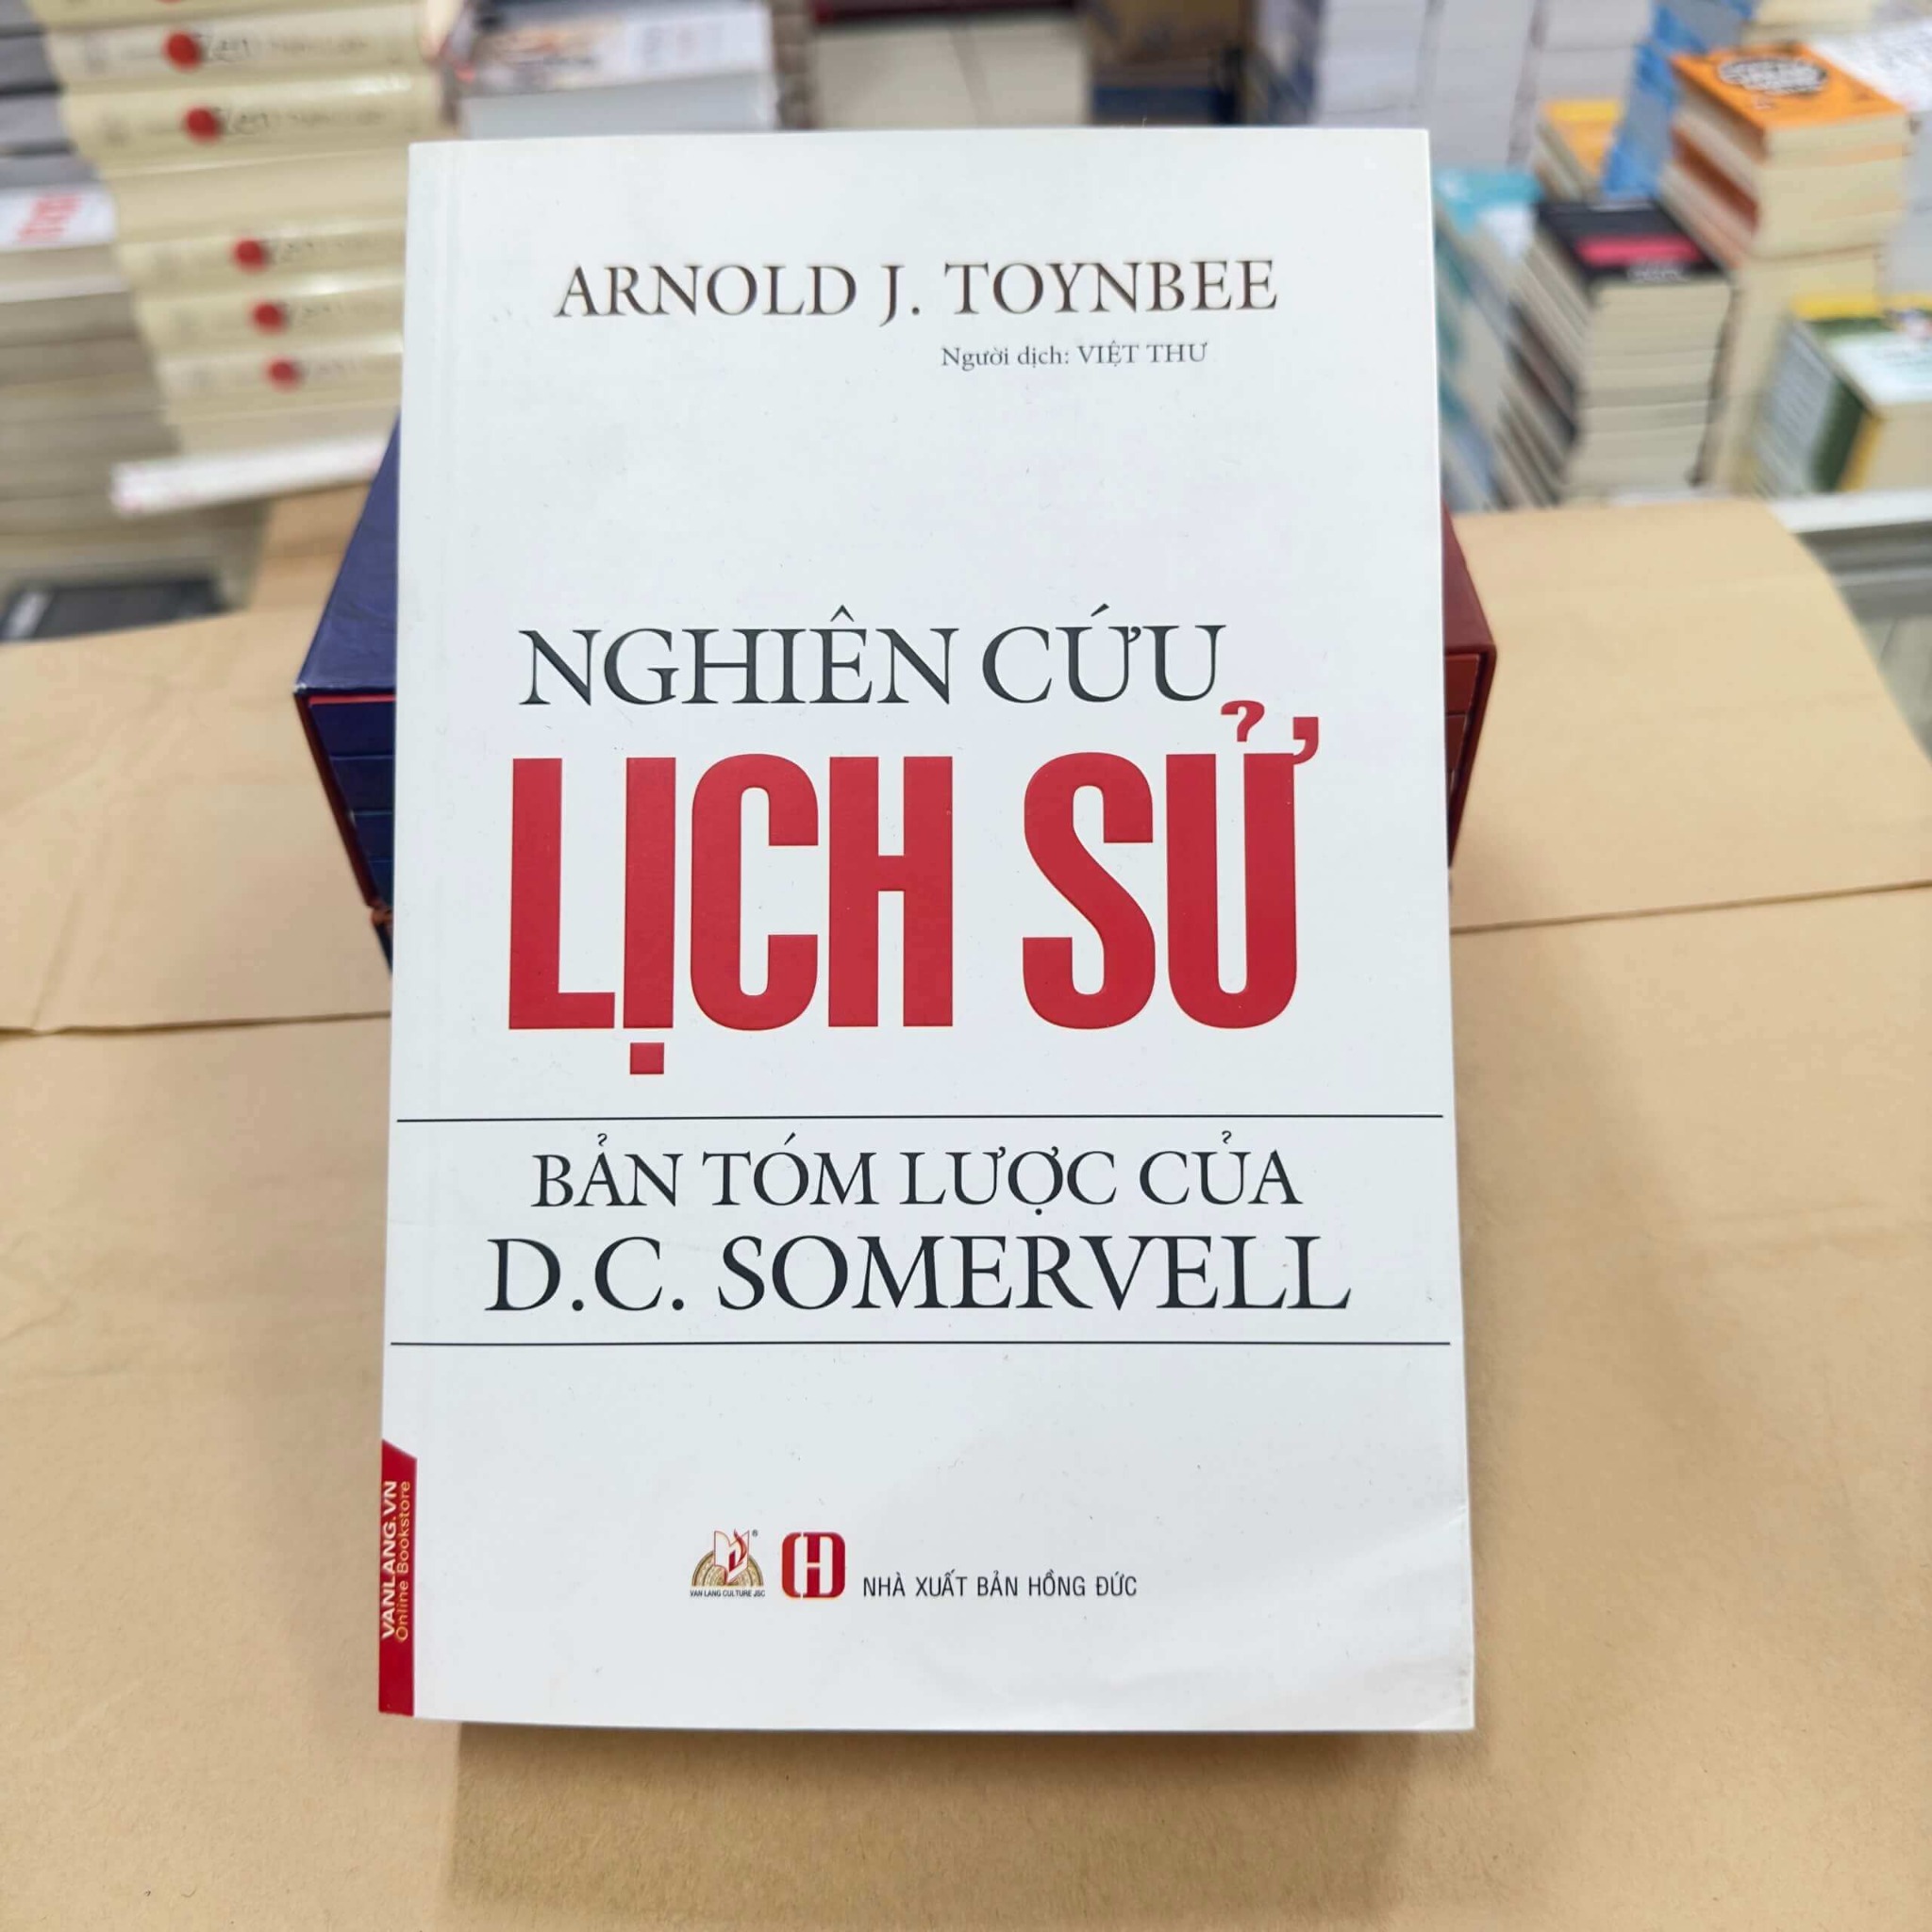 ARNOLD J. TOYNBEE
Người dịch: VIỆT THƯ
NGHIÊN CỨU
LỊCH SỬ
BẢN TÓM LƯỢC CỦA
D.C. SOMERVELL
VANLANG.VN
Online Bookstore
VAN LANG CULTURE JSC
NHÀ XUẤT BẢN HỒNG ĐỨC